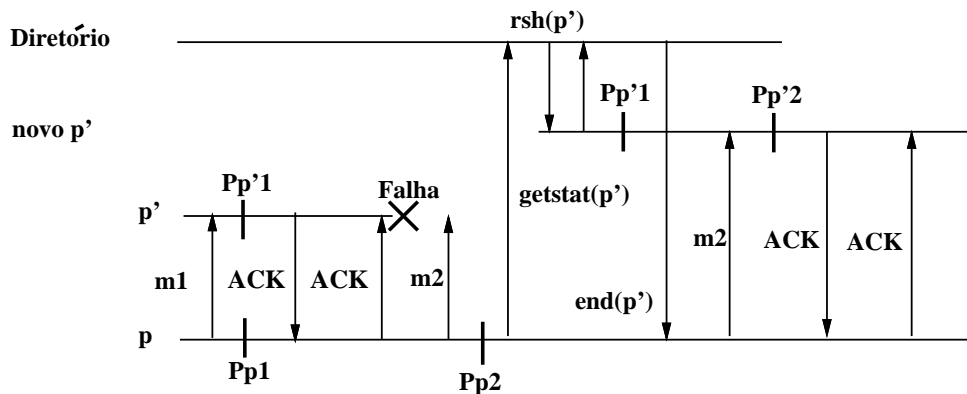 rsh(p')
Diretório
Pp'1
Pp'2
novo p'
Pp'1
Falha
getstat(p')
p'
m2
ACK
ACK
m1
ACK
ACK
m2
end(p')
p
Pp1
Pp2